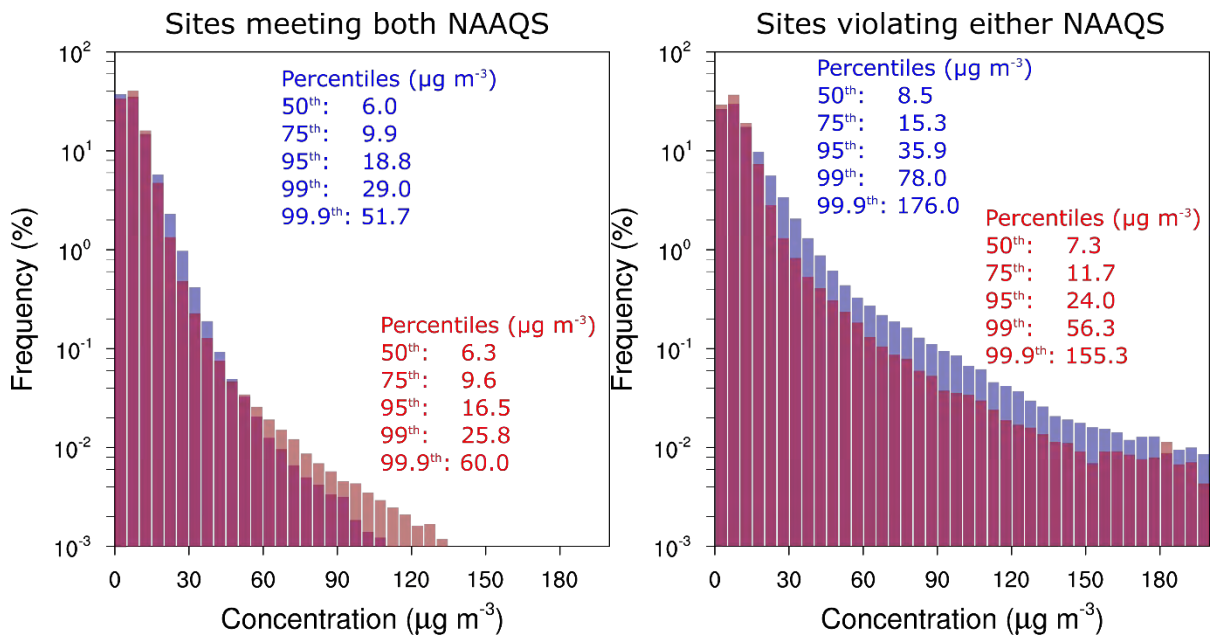 Sites meeting both NAAQS
Frequency (%)
10²
10¹
10⁰
10⁻¹
10⁻²
10⁻³
Percentiles (µg m⁻³)
50ᵗʰ: 6.0
75ᵗʰ: 9.9
95ᵗʰ: 18.8
99ᵗʰ: 29.0
99.9ᵗʰ: 51.7
Percentiles (µg m⁻³)
50ᵗʰ: 6.3
75ᵗʰ: 9.6
95ᵗʰ: 16.5
99ᵗʰ: 25.8
99.9ᵗʰ: 60.0
0 30 60 90 120 150 180
Concentration (µg m⁻³)
Sites violating either NAAQS
Frequency (%)
10²
10¹
10⁰
10⁻¹
10⁻²
10⁻³
Percentiles (µg m⁻³)
50ᵗʰ: 8.5
75ᵗʰ: 15.3
95ᵗʰ: 35.9
99ᵗʰ: 78.0
99.9ᵗʰ: 176.0
Percentiles (µg m⁻³)
50ᵗʰ: 7.3
75ᵗʰ: 11.7
95ᵗʰ: 24.0
99ᵗʰ: 56.3
99.9ᵗʰ: 155.3
0 30 60 90 120 150 180
Concentration (µg m⁻³)